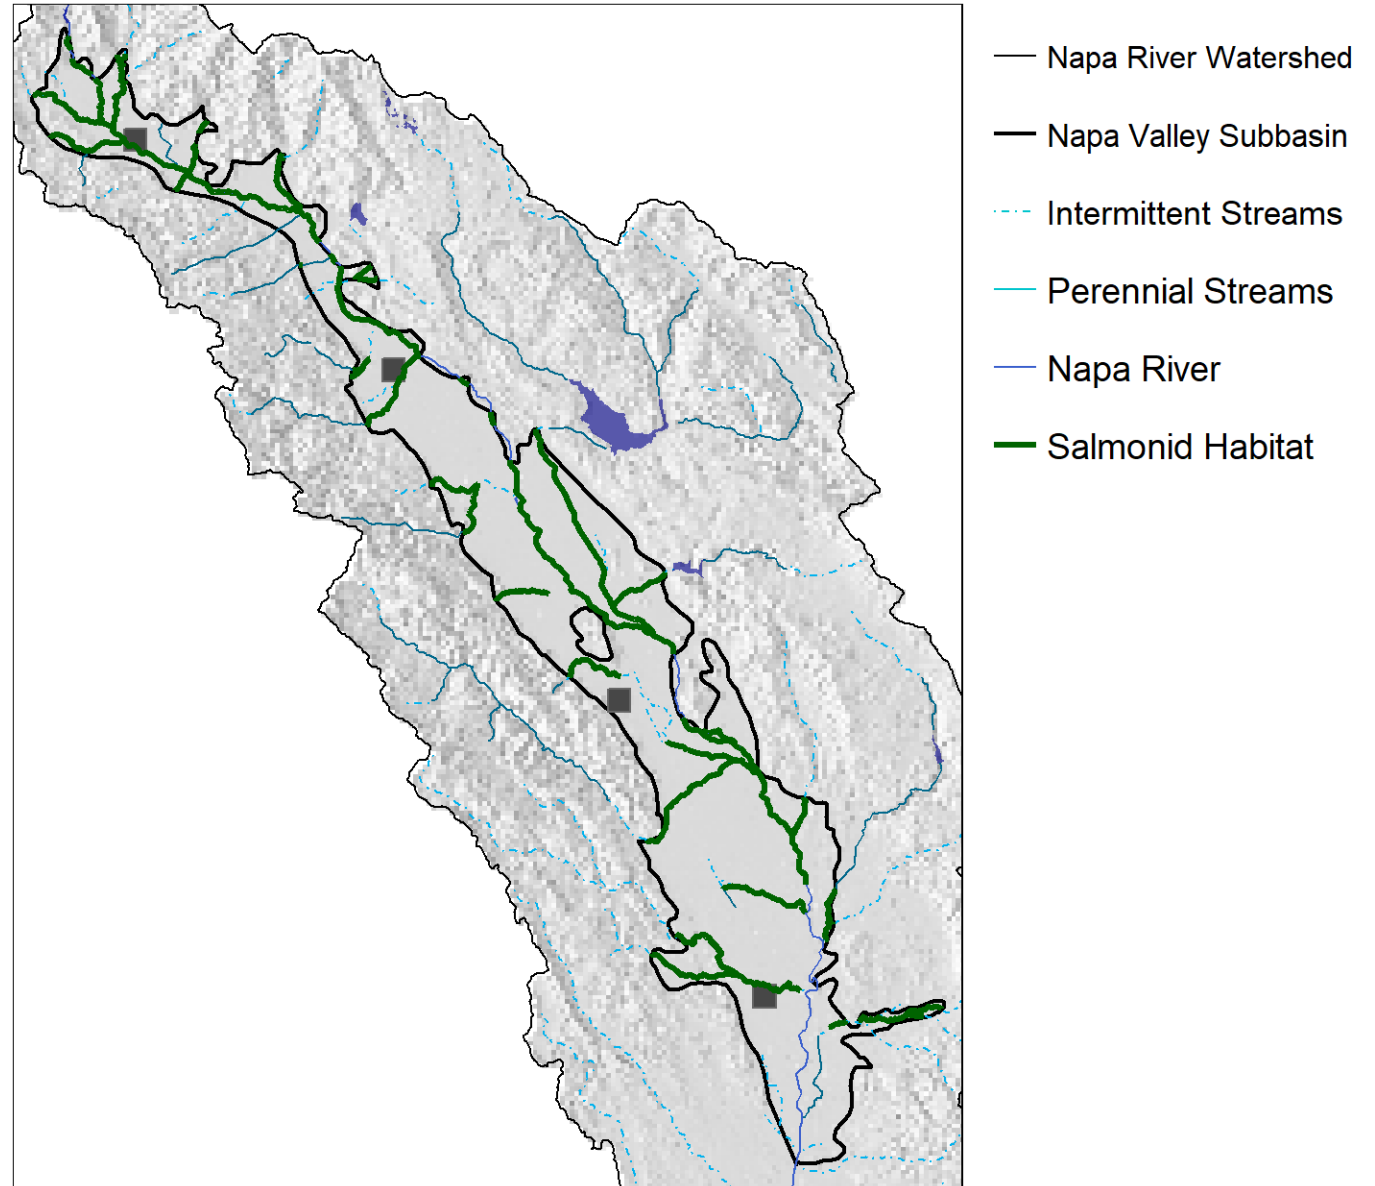 Napa River Watershed
Napa Valley Subbasin
Intermittent Streams
Perennial Streams
Napa River
Salmonid Habitat